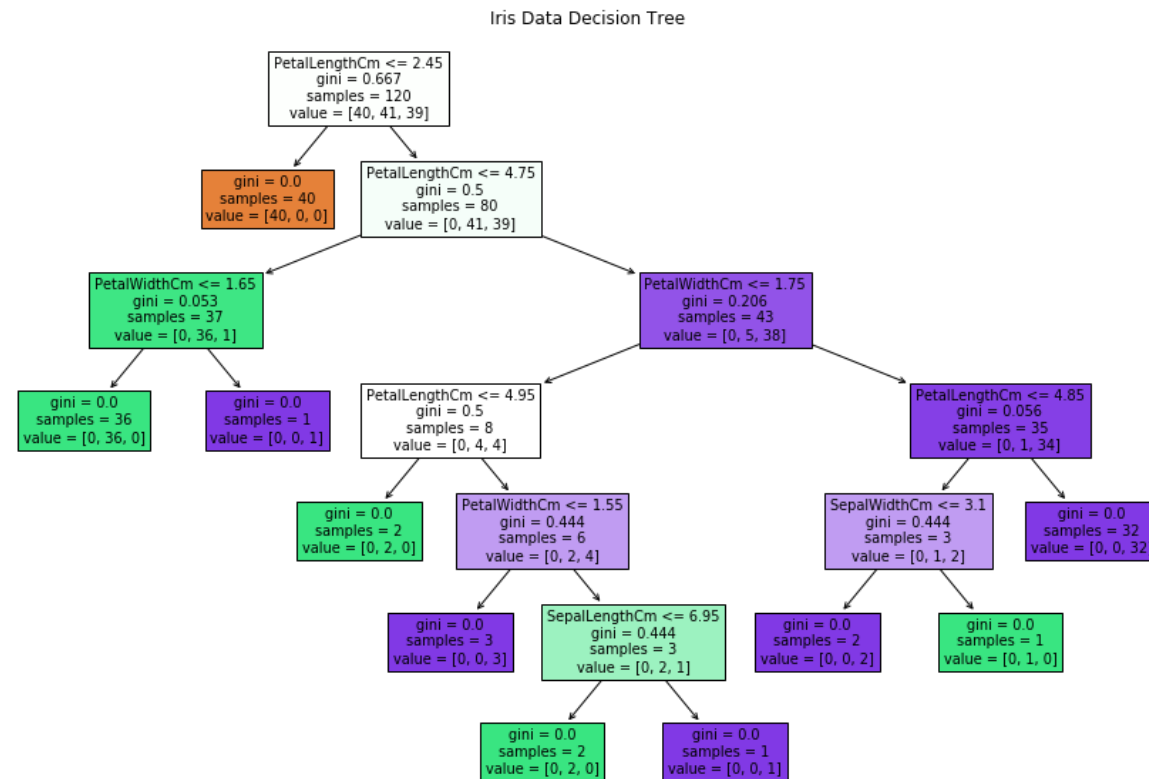 Iris Data Decision Tree
PetalLengthCm <= 2.45
gini = 0.667
samples = 120
value = [40, 41, 39]
gini = 0.0
samples = 40
value = [40, 0, 0]
PetalLengthCm <= 4.75
gini = 0.5
samples = 80
value = [0, 41, 39]
PetalWidthCm <= 1.65
gini = 0.053
samples = 37
value = [0, 36, 1]
PetalWidthCm <= 1.75
gini = 0.206
samples = 43
value = [0, 5, 38]
gini = 0.0
samples = 36
value = [0, 36, 0]
gini = 0.0
samples = 1
value = [0, 0, 1]
PetalLengthCm <= 4.95
gini = 0.5
samples = 8
value = [0, 4, 4]
PetalLengthCm <= 4.85
gini = 0.056
samples = 35
value = [0, 1, 34]
gini = 0.0
samples = 2
value = [0, 2, 0]
PetalWidthCm <= 1.55
gini = 0.444
samples = 6
value = [0, 2, 4]
SepalWidthCm <= 3.1
gini = 0.444
samples = 3
value = [0, 1, 2]
gini = 0.0
samples = 32
value = [0, 0, 32]
gini = 0.0
samples = 3
value = [0, 0, 3]
SepalLengthCm <= 6.95
gini = 0.444
samples = 3
value = [0, 2, 1]
gini = 0.0
samples = 2
value = [0, 0, 2]
gini = 0.0
samples = 1
value = [0, 1, 0]
gini = 0.0
samples = 2
value = [0, 2, 0]
gini = 0.0
samples = 1
value = [0, 0, 1]